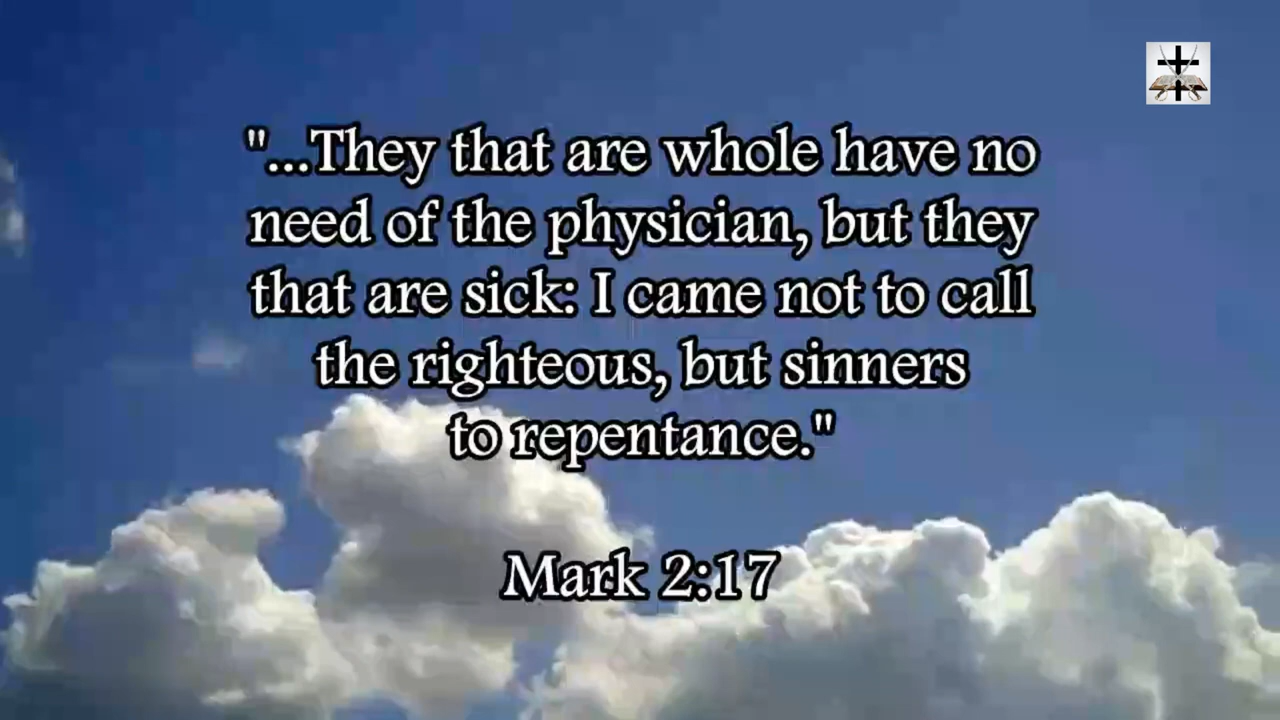 "...They that are whole have no
need of the physician, but they
that are sick: I came not to call
the righteous, but sinners
to repentance."
Mark 2:17